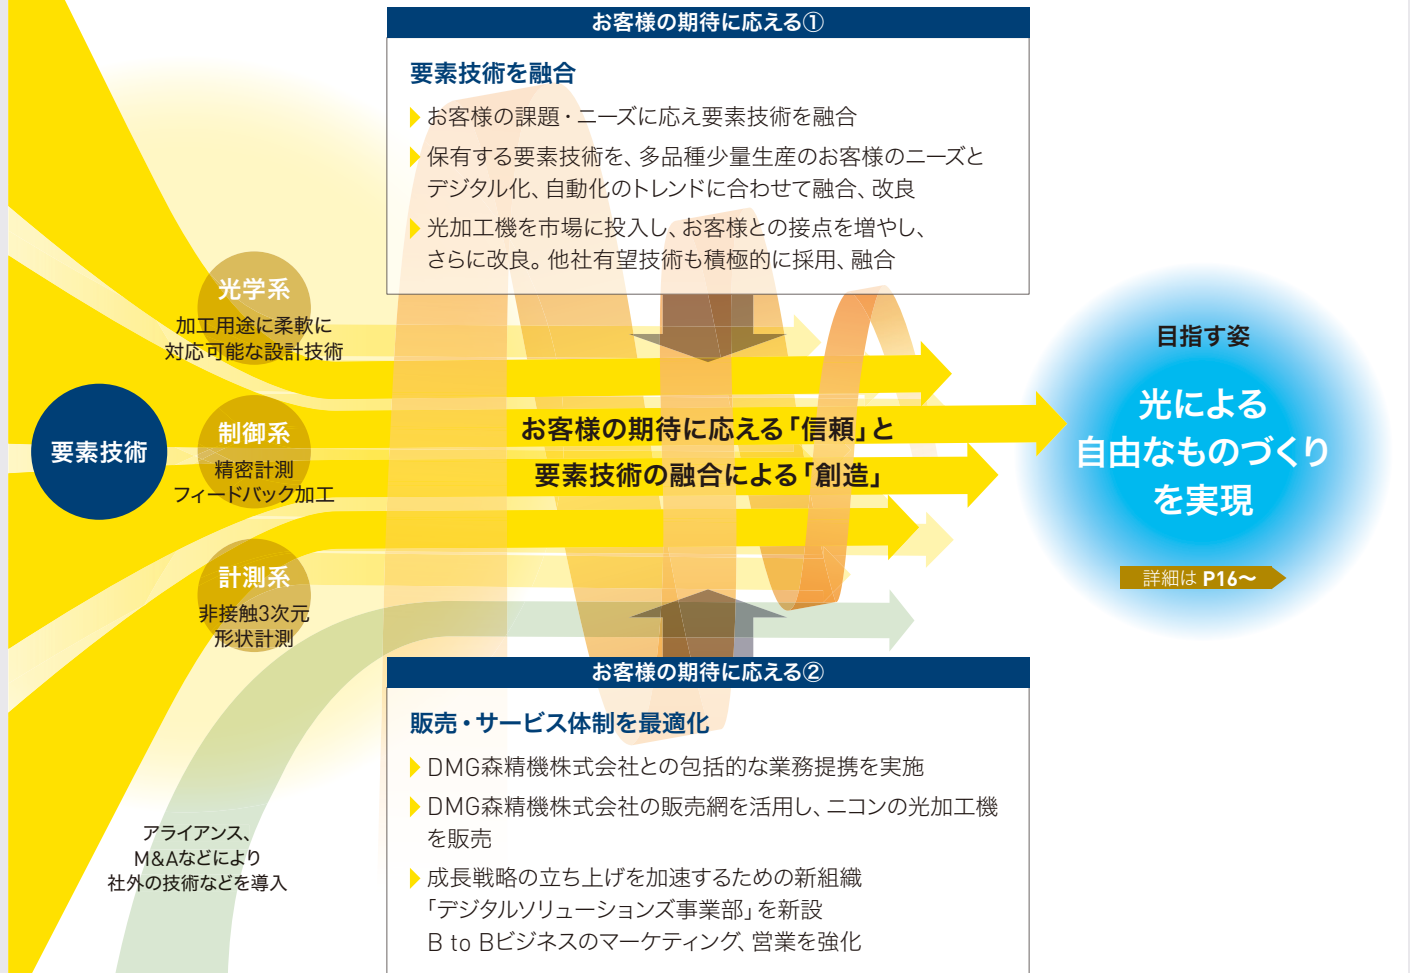 お客様の期待に応える①
要素技術を融合
お客様の課題・ニーズに応え要素技術を融合
保有する要素技術を、多品種少量生産のお客様のニーズと
デジタル化、自動化のトレンドに合わせて融合、改良
光加工機を市場に投入し、お客様との接点を増やし、
さらに改良。他社有望技術も積極的に採用、融合
要素技術
光学系
加工用途に柔軟に
対応可能な設計技術
制御系
精密計測
フィードバック加工
計測系
非接触3次元
形状計測
アライアンス、
M&Aなどにより
社外の技術などを導入
お客様の期待に応える「信頼」と
要素技術の融合による「創造」
目指す姿
光による
自由なものづくり
を実現
詳細は P16〜
お客様の期待に応える②
販売・サービス体制を最適化
DMG森精機株式会社との包括的な業務提携を実施
DMG森精機株式会社の販売網を活用し、ニコンの光加工機
を販売
成長戦略の立ち上げを加速するための新組織
「デジタルソリューションズ事業部」を新設
B to Bビジネスのマーケティング、営業を強化